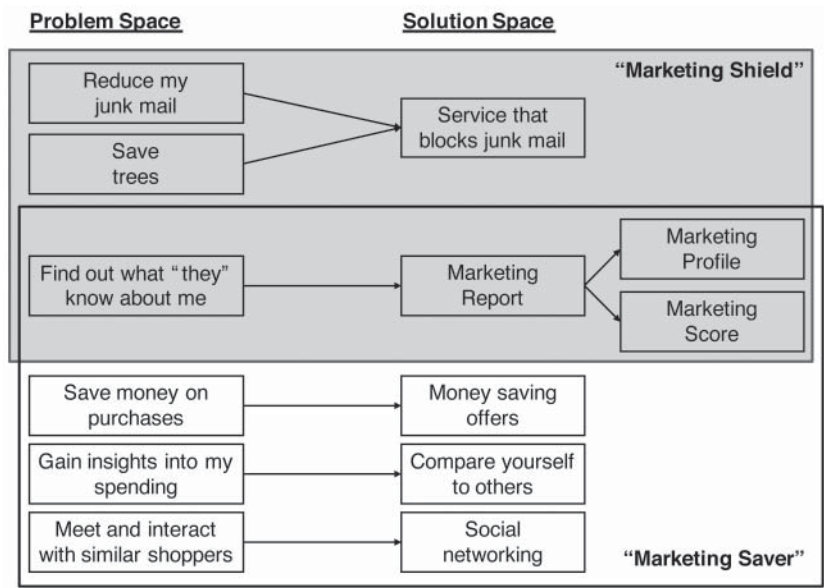 Problem Space
Solution Space
“Marketing Shield”
Reduce my
junk mail
Service that
blocks junk mail
Save
trees
Find out what “they”
know about me
Marketing
Report
Marketing
Profile
Marketing
Score
Save money on
purchases
Money saving
offers
Gain insights into my
spending
Compare yourself
to others
Meet and interact
with similar shoppers
Social
networking
“Marketing Saver”